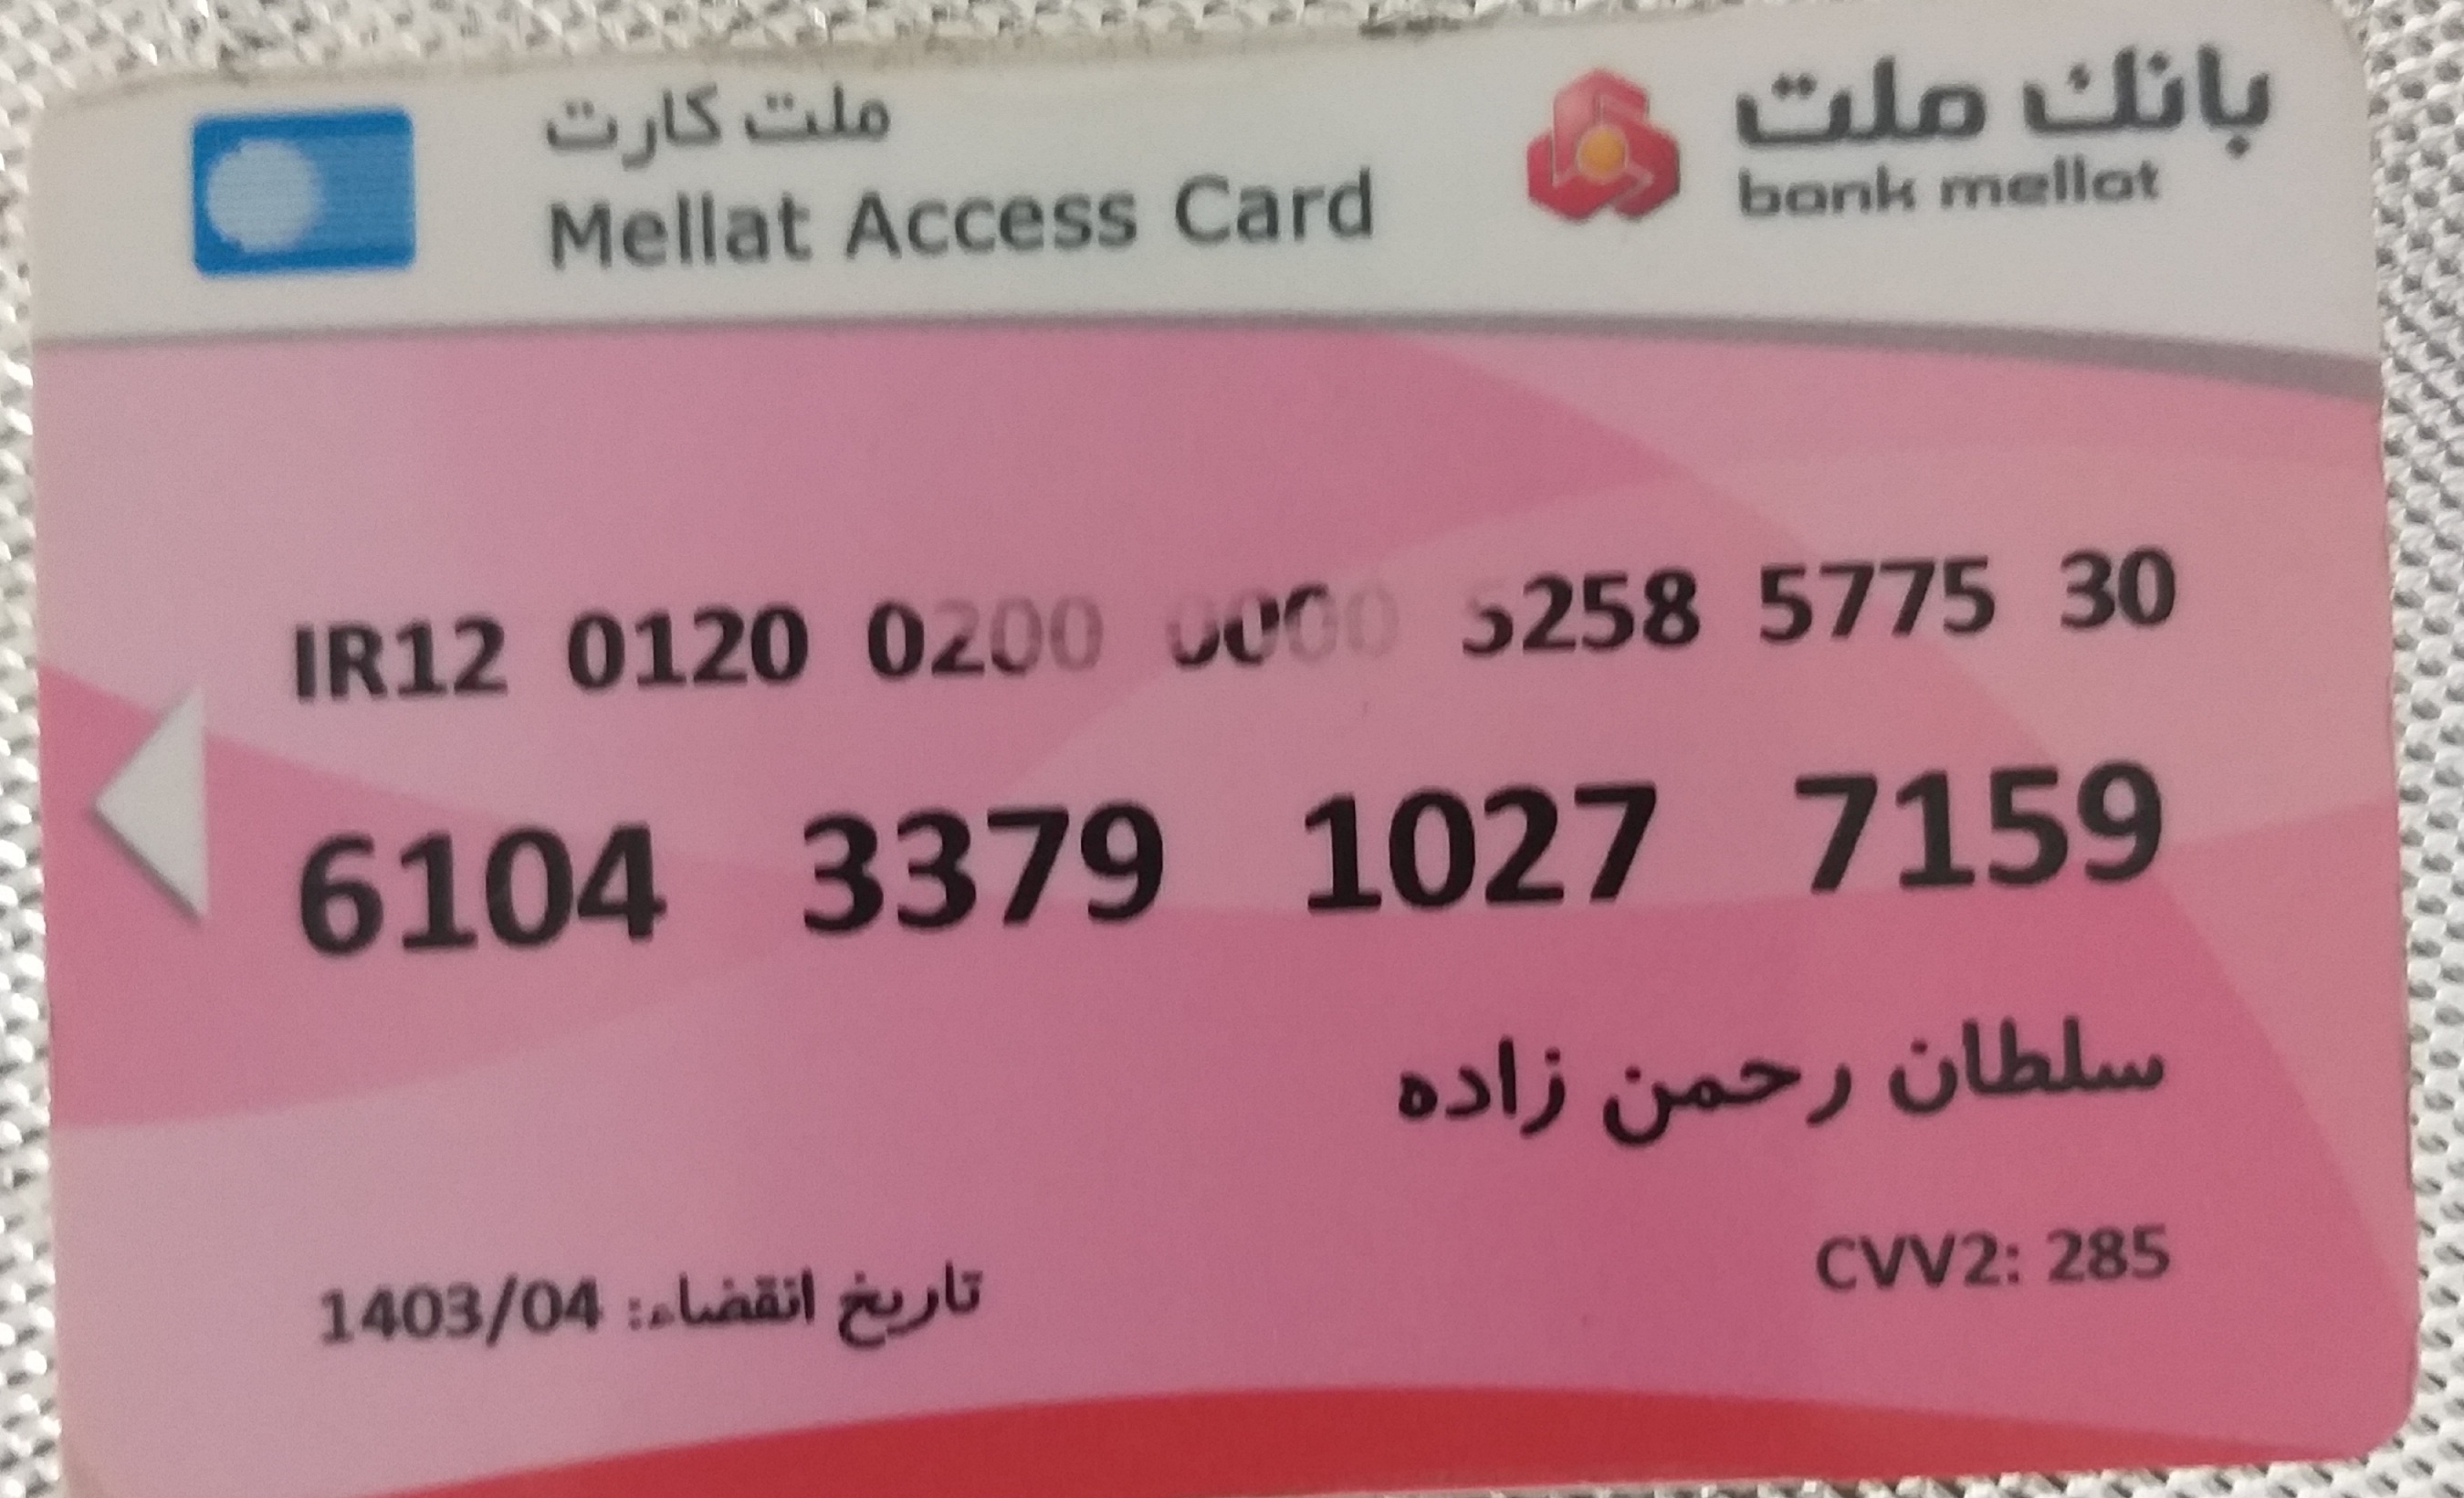 بانك ملت
bank mellat
ملت کارت
Mellat Access Card
IR12 0120 0200 0000 5258 5775 30
6104 3379 1027 7159
سلطان رحمن زاده
CVV2: 285
تاریخ انقضاء: 1403/04